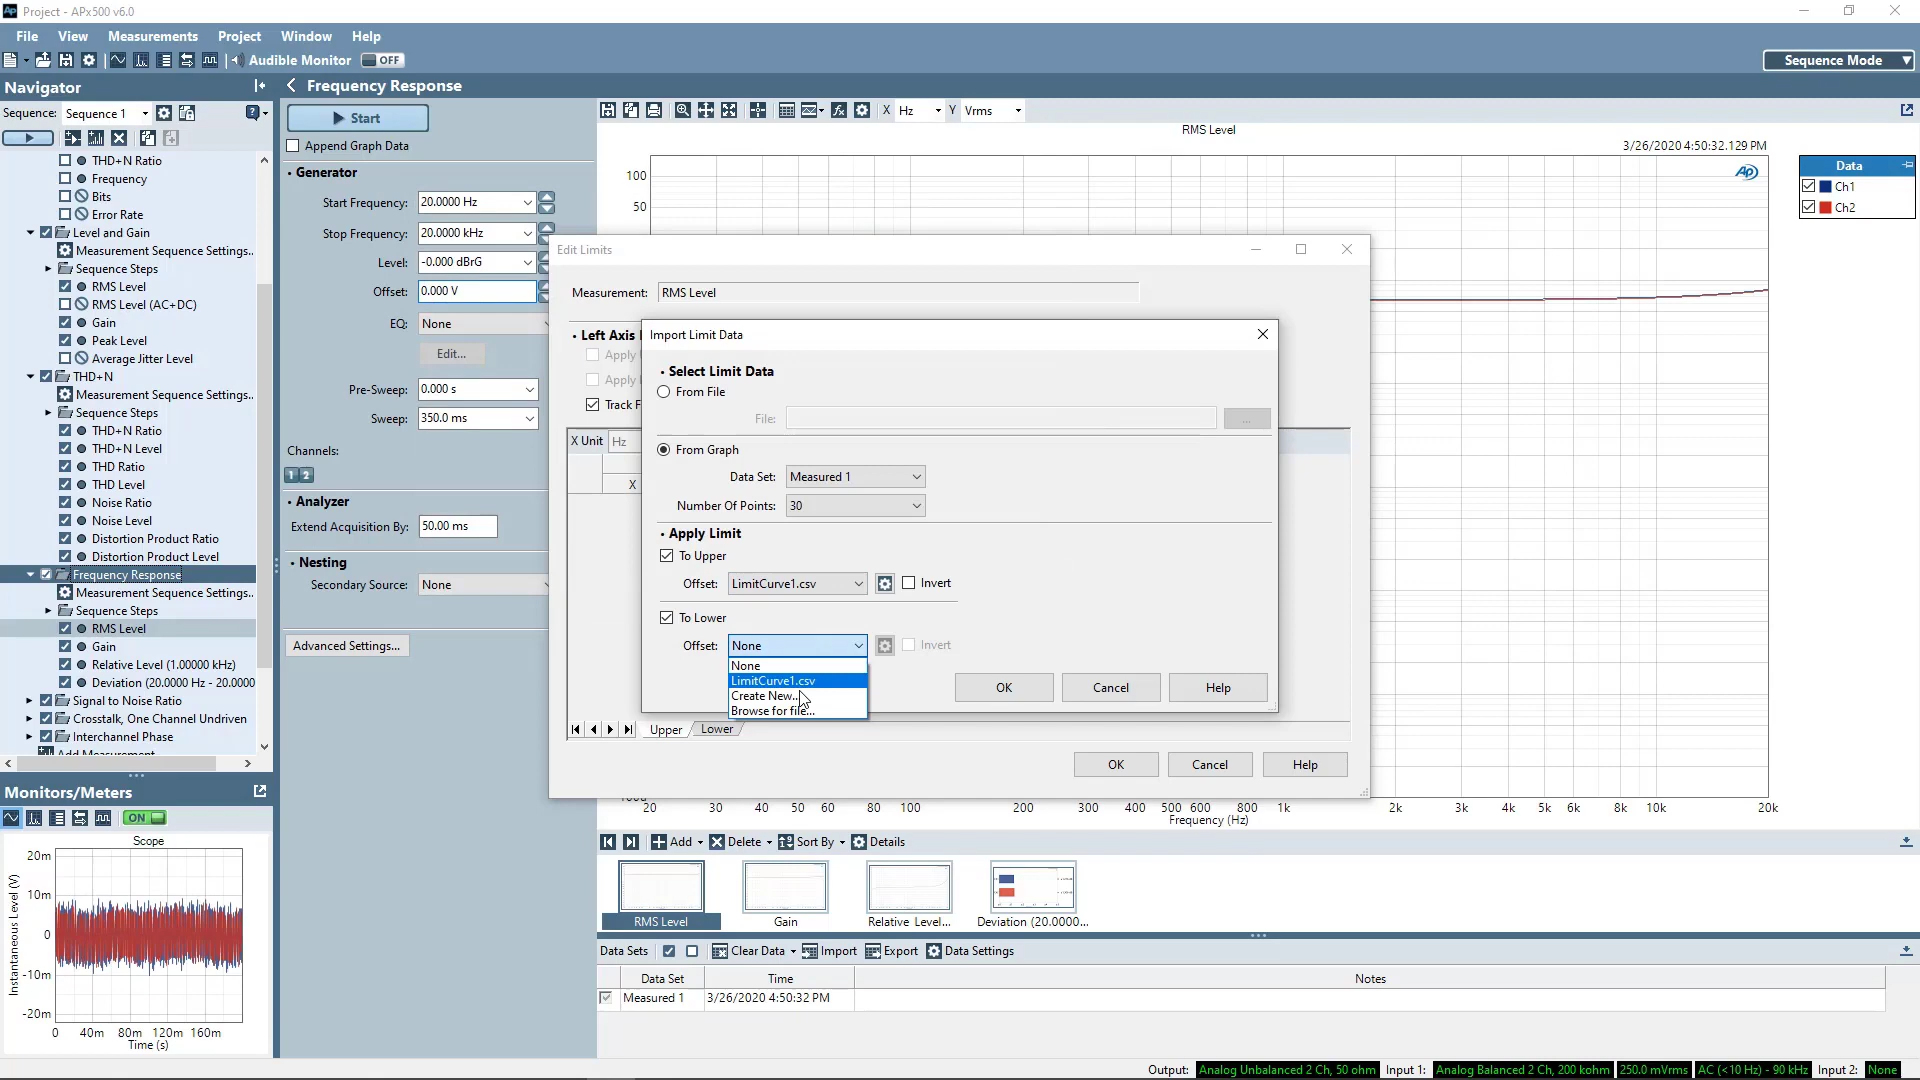 Project - APx500 v6.0
File View Measurements Project Window Help
Audible Monitor OFF
Sequence Mode
Navigator
Sequence: Sequence 1
THD+N Ratio
Frequency
Bits
Error Rate
Level and Gain
Measurement Sequence Settings..
Sequence Steps
RMS Level
RMS Level (AC+DC)
Gain
Peak Level
Average Jitter Level
THD+N
Measurement Sequence Settings..
Sequence Steps
THD+N Ratio
THD+N Level
THD Ratio
THD Level
Noise Ratio
Noise Level
Distortion Product Ratio
Distortion Product Level
Frequency Response
Measurement Sequence Settings..
Sequence Steps
RMS Level
Gain
Relative Level (1.00000 kHz)
Deviation (20.0000 Hz - 20.0000
Signal to Noise Ratio
Crosstalk, One Channel Undriven
Interchannel Phase
Add Measurement
Monitors/Meters
ON
Scope
Instantaneous Level (V)
20m
10m
0
-10m
-20m
0 40m 80m 120m 160m
Time (s)
Frequency Response
Start
Append Graph Data
Generator
Start Frequency: 20.0000 Hz
Stop Frequency: 20.0000 kHz
Level: -0.000 dBrG
Offset: 0.000 V
EQ: None
Edit...
Pre-Sweep: 0.000 s
Sweep: 350.0 ms
Channels:
1 2
Analyzer
Extend Acquisition By: 50.00 ms
Nesting
Secondary Source: None
Advanced Settings...
X Hz Y Vrms
RMS Level
3/26/2020 4:50:32.129 PM
AP
100
50
Data
Ch1
Ch2
Edit Limits
Measurement: RMS Level
Left Axis
Apply
Apply
Track F
X Unit Hz
X
Upper Lower
OK Cancel Help
Import Limit Data
Select Limit Data
From File
File: ...
From Graph
Data Set: Measured 1
Number Of Points: 30
Apply Limit
To Upper
Offset: LimitCurve1.csv Invert
To Lower
Offset: None Invert
None
LimitCurve1.csv
Create New...
Browse for file...
OK Cancel Help
100u
20 30 40 50 60 80 100 200 300 400 500 600 800 1k 2k 3k 4k 5k 6k 8k 10k 20k
Frequency (Hz)
Add Delete Sort By Details
RMS Level Gain Relative Level... Deviation (20.0000...
Data Sets Clear Data Import Export Data Settings
Data Set Time Notes
Measured 1 3/26/2020 4:50:32 PM
Output: Analog Unbalanced 2 Ch, 50 ohm Input 1: Analog Balanced 2 Ch, 200 kohm 250.0 mVrms AC (<10 Hz) - 90 kHz Input 2: None